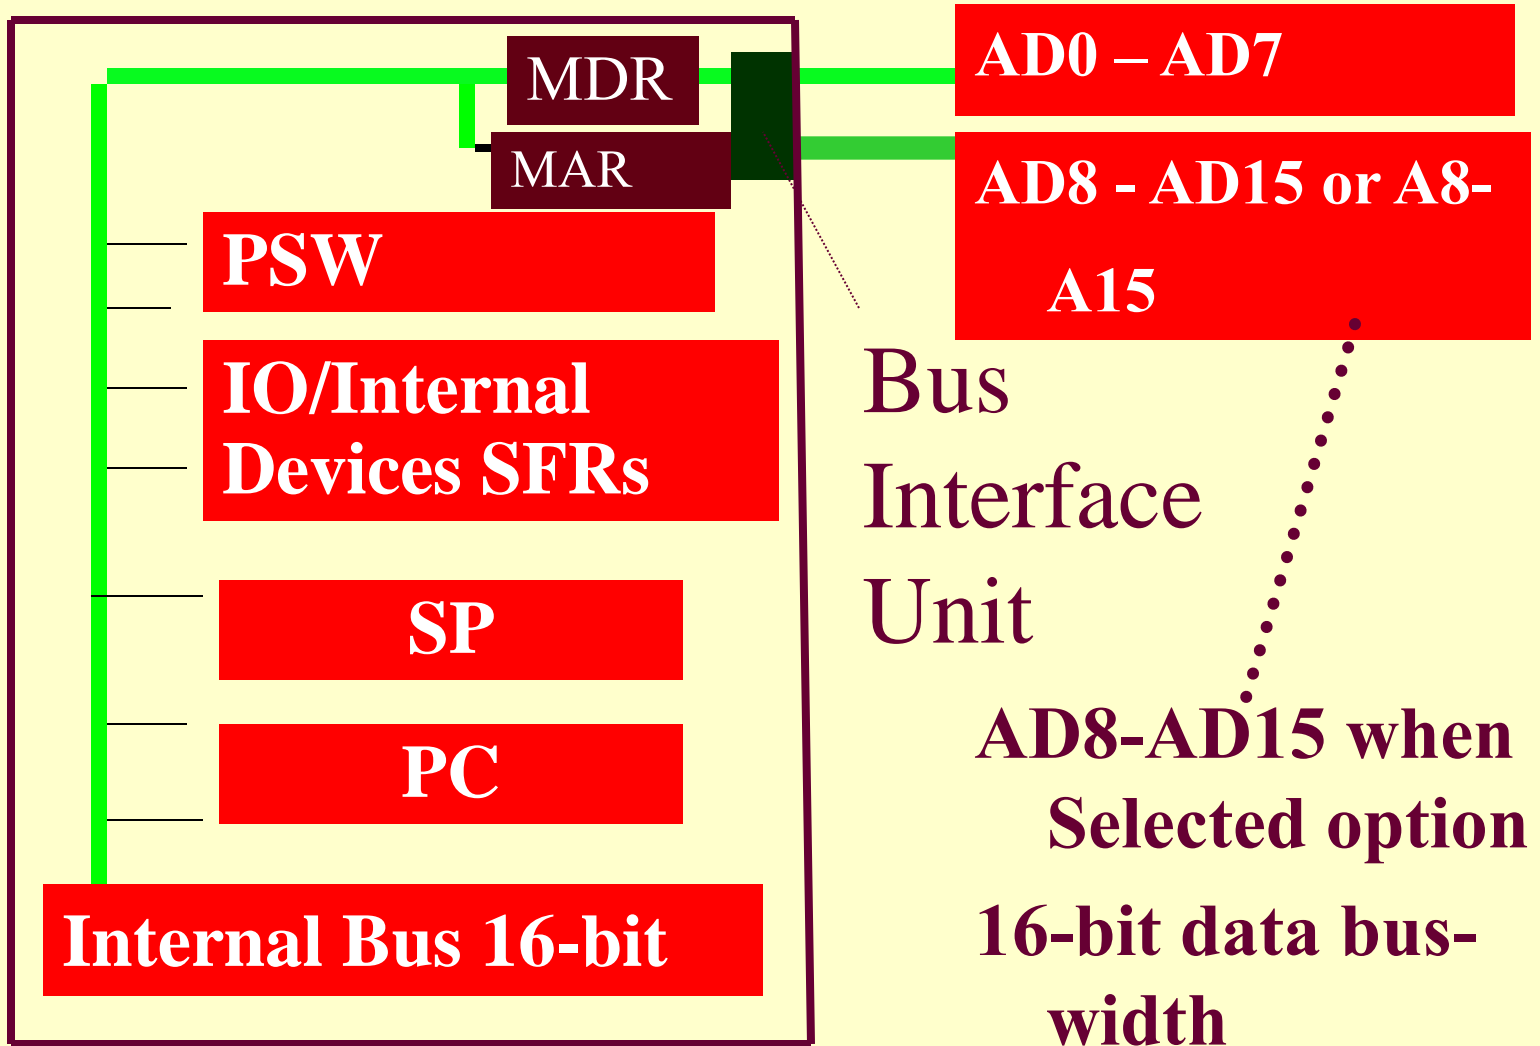 MDR
MAR
PSW
IO/Internal
Devices SFRs
SP
PC
Internal Bus 16-bit
AD0 – AD7
AD8 - AD15 or A8-
A15
Bus
Interface
Unit
AD8-AD15 when
Selected option
16-bit data bus-
width